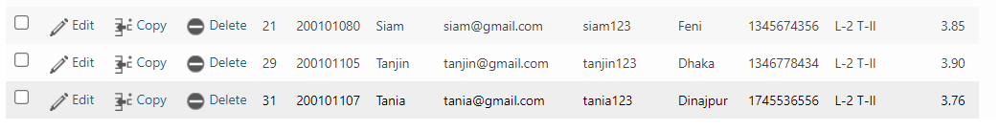 Edit Copy Delete 21 200101080 Siam siam@gmail.com siam123 Feni 1345674356 L-2 T-II 3.85
Edit Copy Delete 29 200101105 Tanjin tanjin@gmail.com tanjin123 Dhaka 1346778434 L-2 T-II 3.90
Edit Copy Delete 31 200101107 Tania tania@gmail.com tania123 Dinajpur 1745536556 L-2 T-II 3.76